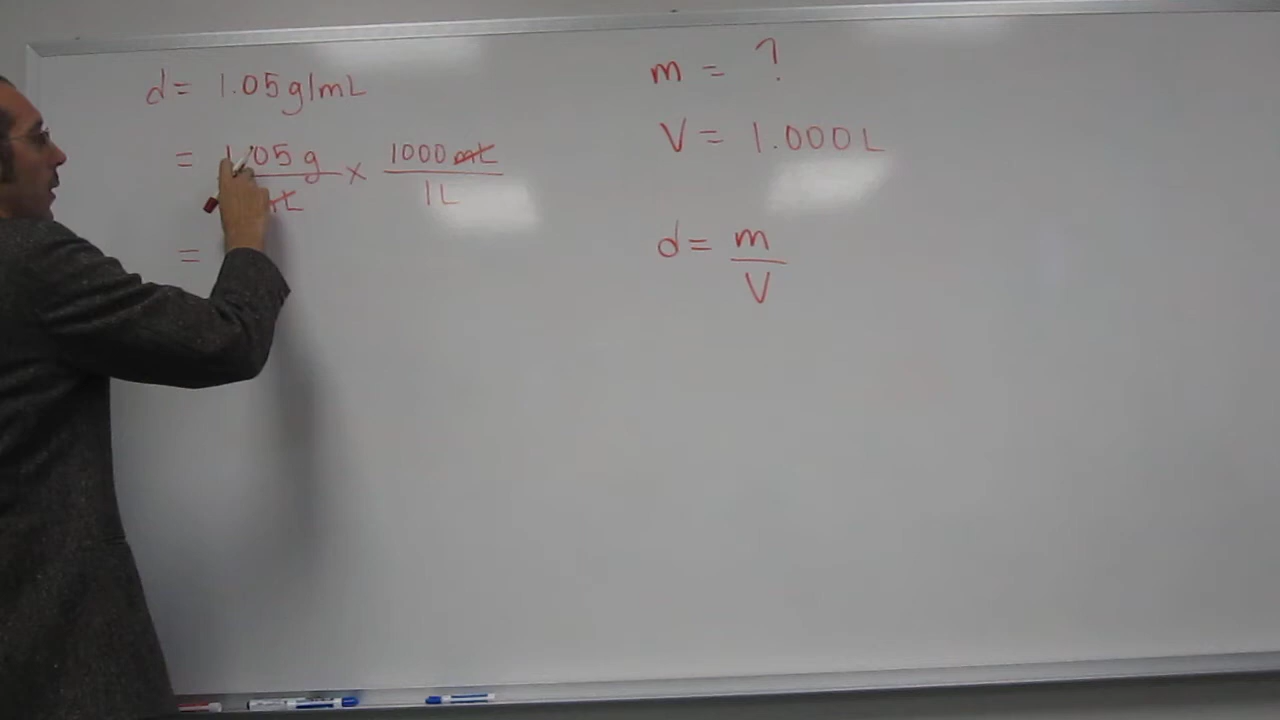 d = 1.05 g/mL
= 1.05 g × 1000 mL
mL 1 L
=
m = ?
V = 1.000 L
d = m
V